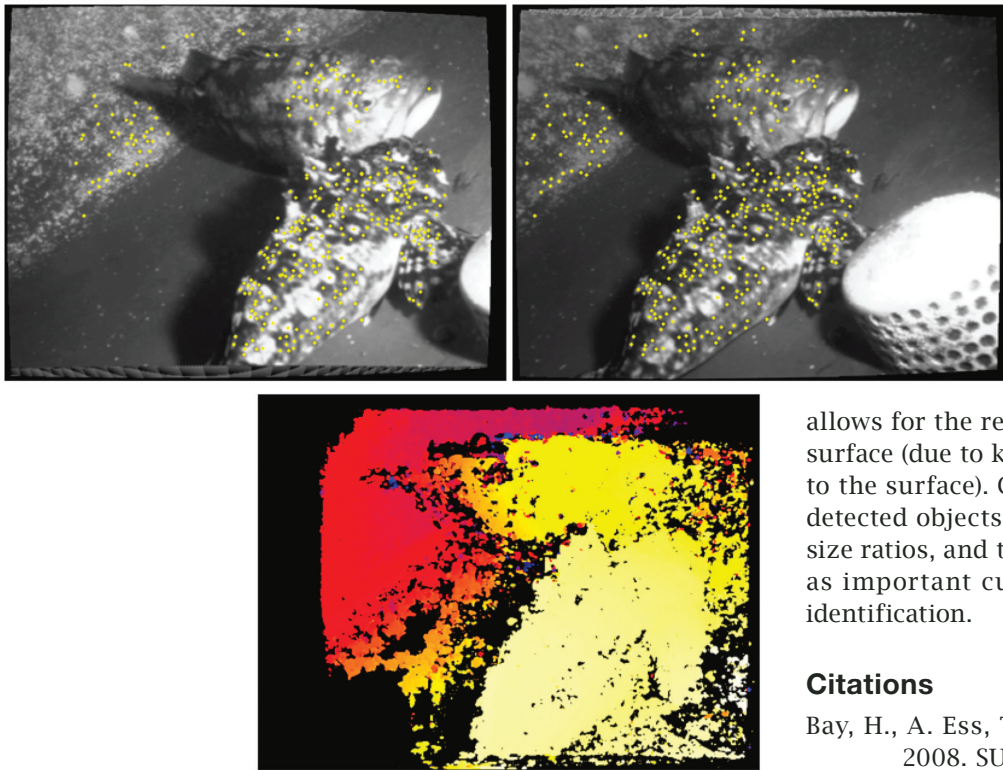 allows for the re
surface (due to k
to the surface). 
detected objects
size ratios, and t
as important cu
identification.
Citations
Bay, H., A. Ess,
2008. SU